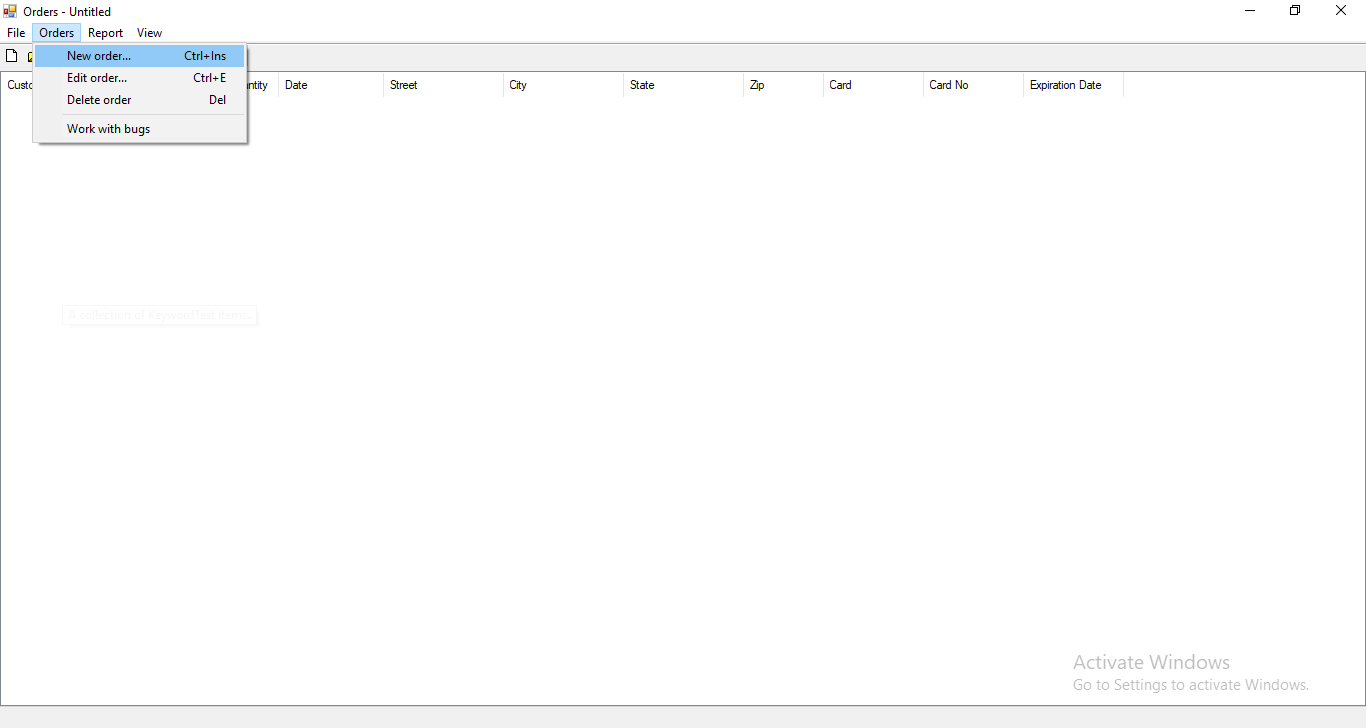 Orders - Untitled
File Orders Report View
New order... Ctrl+Ins
Edit order... Ctrl+E
Delete order Del
Work with bugs
Date Street City State Zip Card Card No Expiration Date
A collection of KeywordTest items.
Activate Windows
Go to Settings to activate Windows.